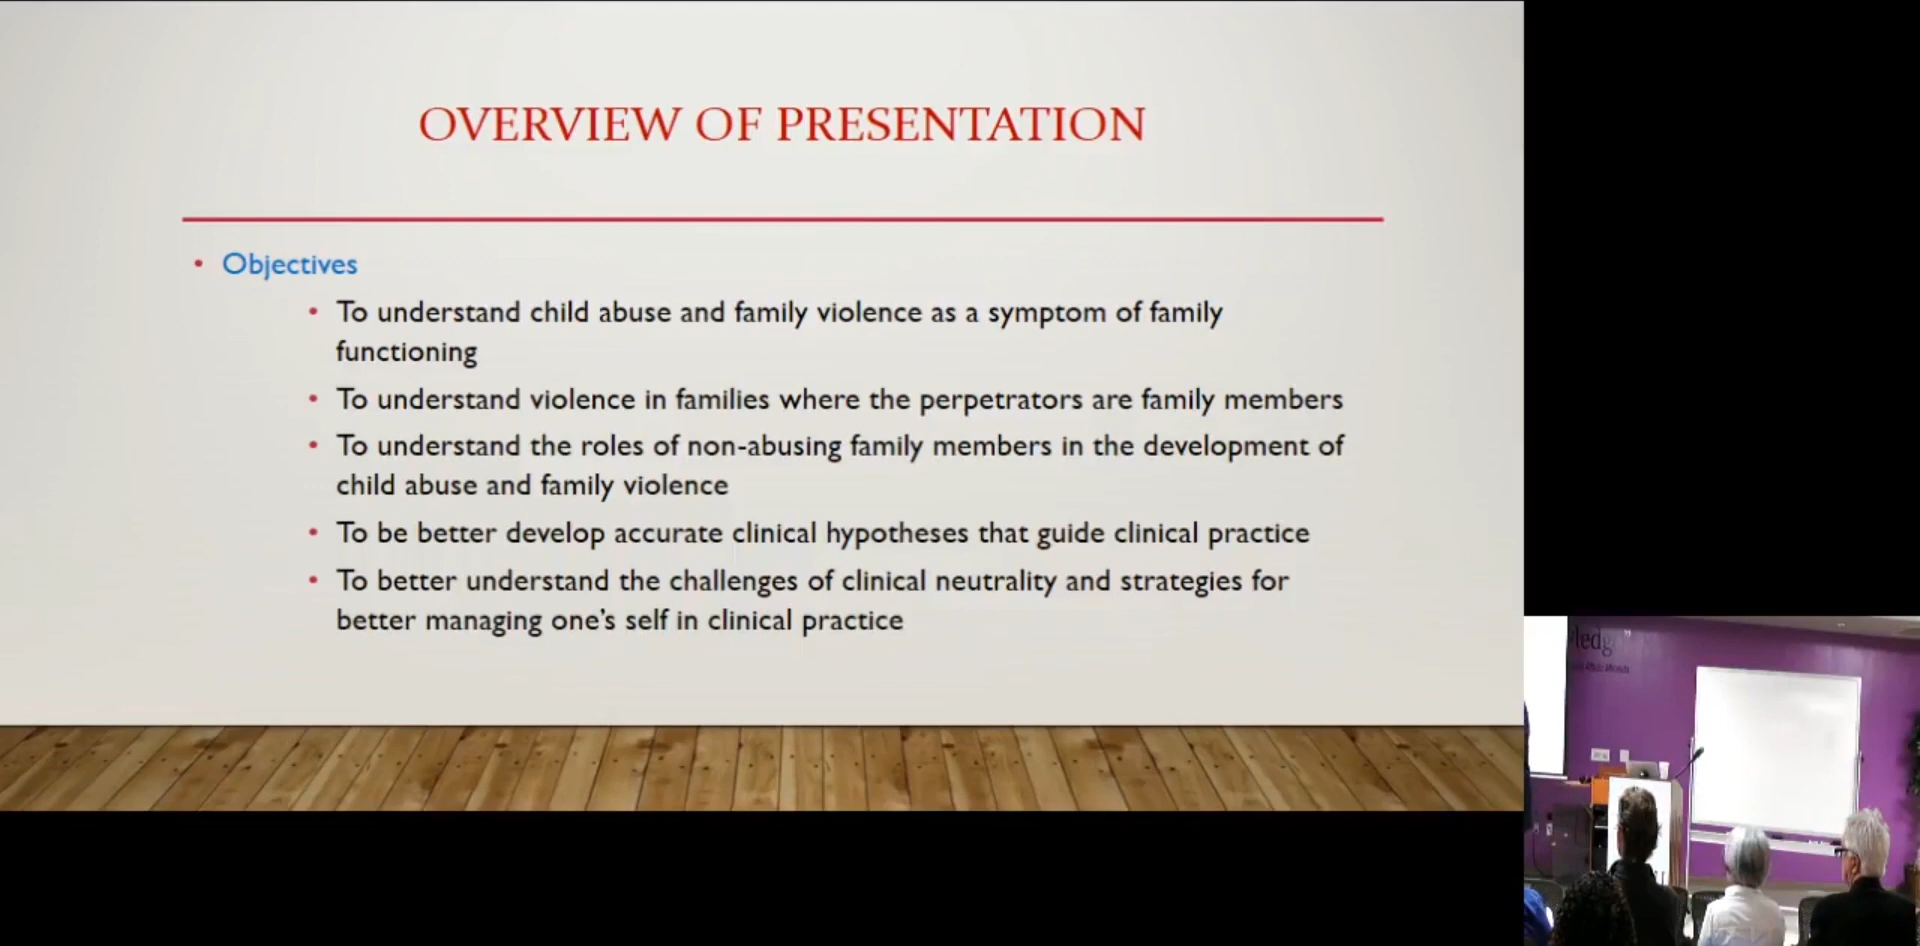 OVERVIEW OF PRESENTATION
• Objectives
• To understand child abuse and family violence as a symptom of family
functioning
• To understand violence in families where the perpetrators are family members
• To understand the roles of non-abusing family members in the development of
child abuse and family violence
• To be better develop accurate clinical hypotheses that guide clinical practice
• To better understand the challenges of clinical neutrality and strategies for
better managing one's self in clinical practice